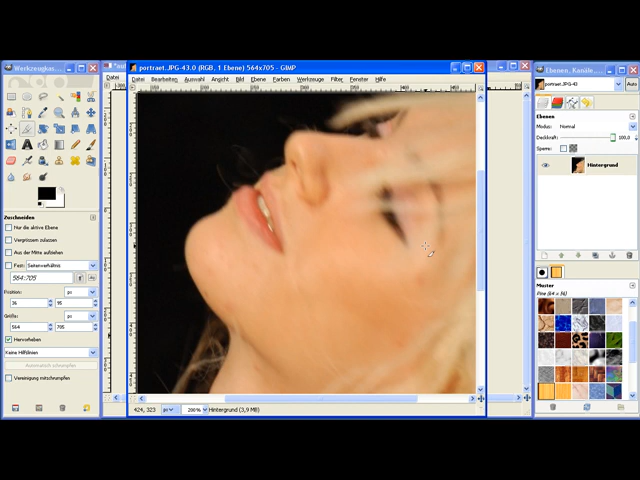 Werkzeugkas...
Zuschneiden
Nur die aktive Ebene
Vergrössern zulassen
Aus der Mitte aufziehen
Fest: Seitenverhältnis
564:705
Position: px
36 95
Größe: px
564 705
Hervorheben
Keine Hilfslinien
Automatisch schrumpfen
Vereinigung mitschrumpfen
Datei
portraet.JPG-43.0 (RGB, 1 Ebene) 564x705 – GIMP
Datei Bearbeiten Auswahl Ansicht Bild Ebene Farben Werkzeuge Filter Fenster Hilfe
424, 323 px 200% Hintergrund (3,9 MB)
Ebenen, Kanäle, ...
portraet.JPG-43 Auto
Ebenen
Modus: Normal
Deckkraft: 100,0
Sperre:
Hintergrund
Muster
Pine (64 × 56)